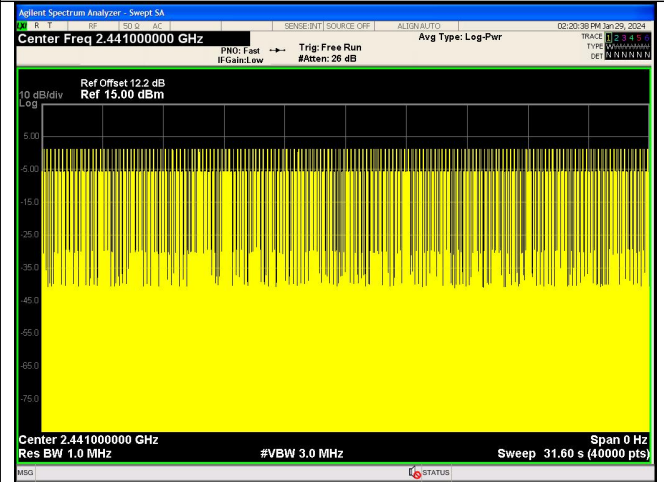 Agilent Spectrum Analyzer - Swept SA
R T RF 50 Ω AC SENSE:INT SOURCE OFF ALIGN AUTO 02:20:38 PM Jan 29, 2024
Center Freq 2.441000000 GHz
PNO: Fast
IFGain:Low
Trig: Free Run
#Atten: 26 dB
Avg Type: Log-Pwr
TRACE 1 2 3 4 5 6
TYPE W
DET N N N N N N
Ref Offset 12.2 dB
10 dB/div Ref 15.00 dBm
Log
5.00
-5.00
-15.0
-25.0
-35.0
-45.0
-55.0
-65.0
-75.0
Center 2.441000000 GHz Span 0 Hz
Res BW 1.0 MHz #VBW 3.0 MHz Sweep 31.60 s (40000 pts)
MSG STATUS